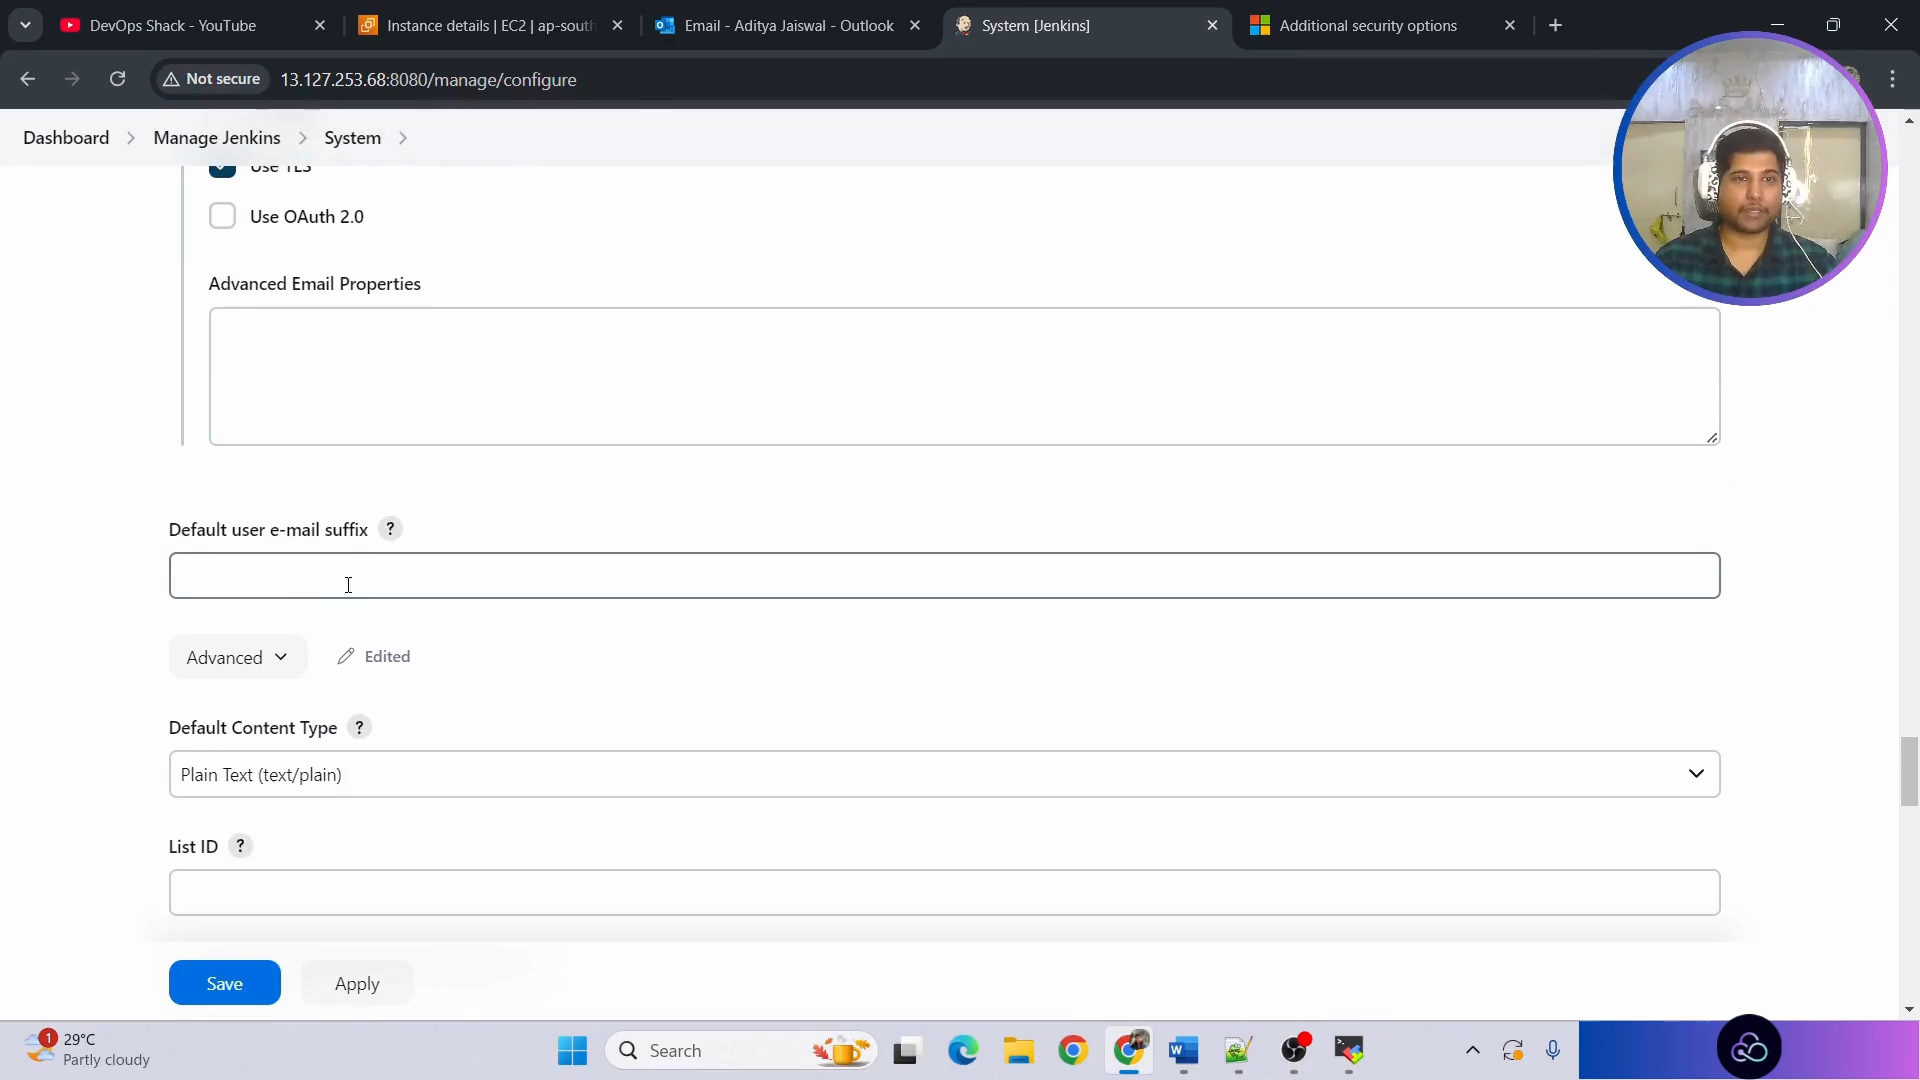 DevOps Shack - YouTube
Instance details | EC2 | ap-south
Email - Aditya Jaiswal - Outlook
System [Jenkins]
Additional security options
Not secure
13.127.253.68:8080/manage/configure
Dashboard
Manage Jenkins
System
Use TLS
Use OAuth 2.0
Advanced Email Properties
Default user e-mail suffix ?
Advanced
Edited
Default Content Type ?
Plain Text (text/plain)
List ID ?
Save
Apply
1
29°C
Partly cloudy
Search